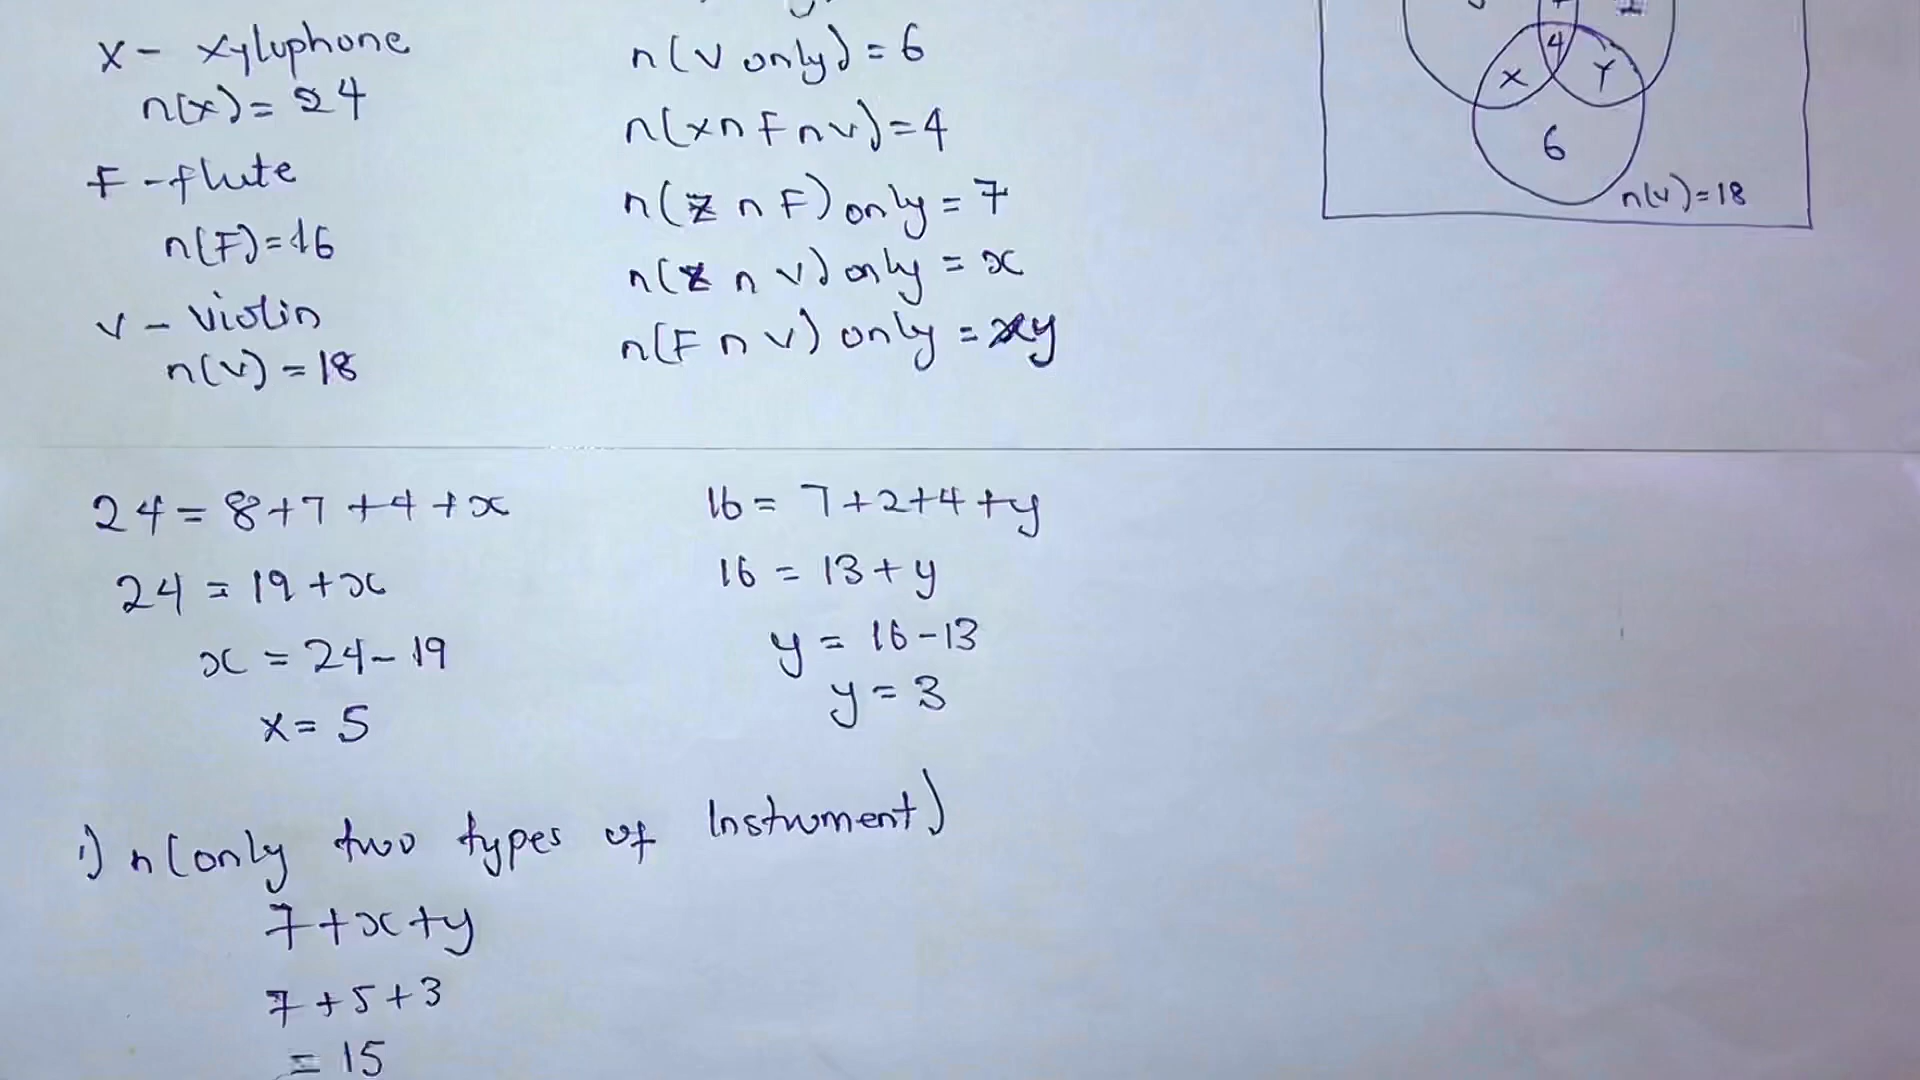 x - xylophone
n(x) = 24
F - flute
n(F) = 16
v - violin
n(v) = 18
n(v only) = 6
n(x n F n v) = 4
n(x n F) only = 7
n(x n v) only = x
n(F n v) only = y
4
x
y
6
n(v) = 18
24 = 8 + 7 + 4 + x
24 = 19 + x
x = 24 - 19
x = 5
16 = 7 + 2 + 4 + y
16 = 13 + y
y = 16 - 13
y = 3
i) n(only two types of Instrument)
7 + x + y
7 + 5 + 3
= 15